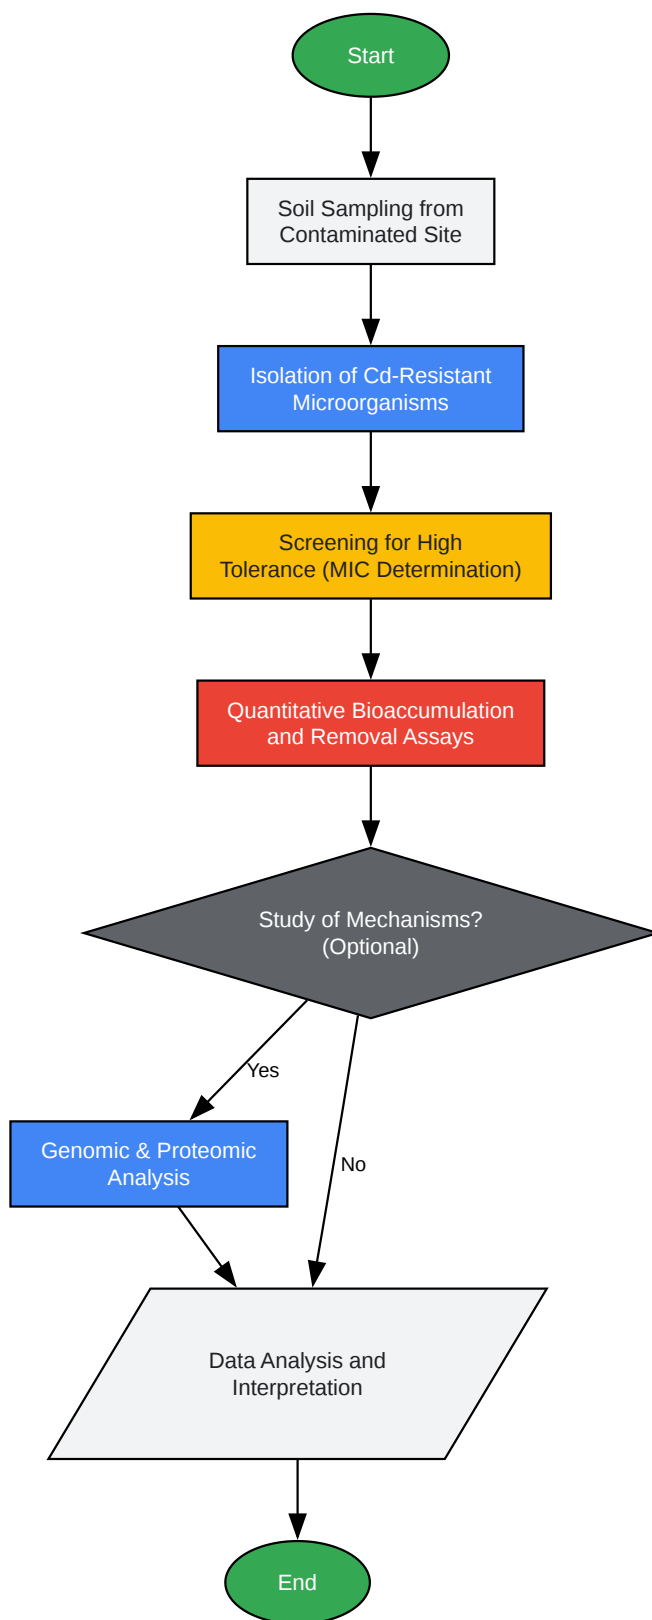 Start
Soil Sampling from
Contaminated Site
Isolation of Cd-Resistant
Microorganisms
Screening for High
Tolerance (MIC Determination)
Quantitative Bioaccumulation
and Removal Assays
Study of Mechanisms?
(Optional)
Yes
Genomic & Proteomic
Analysis
No
Data Analysis and
Interpretation
End